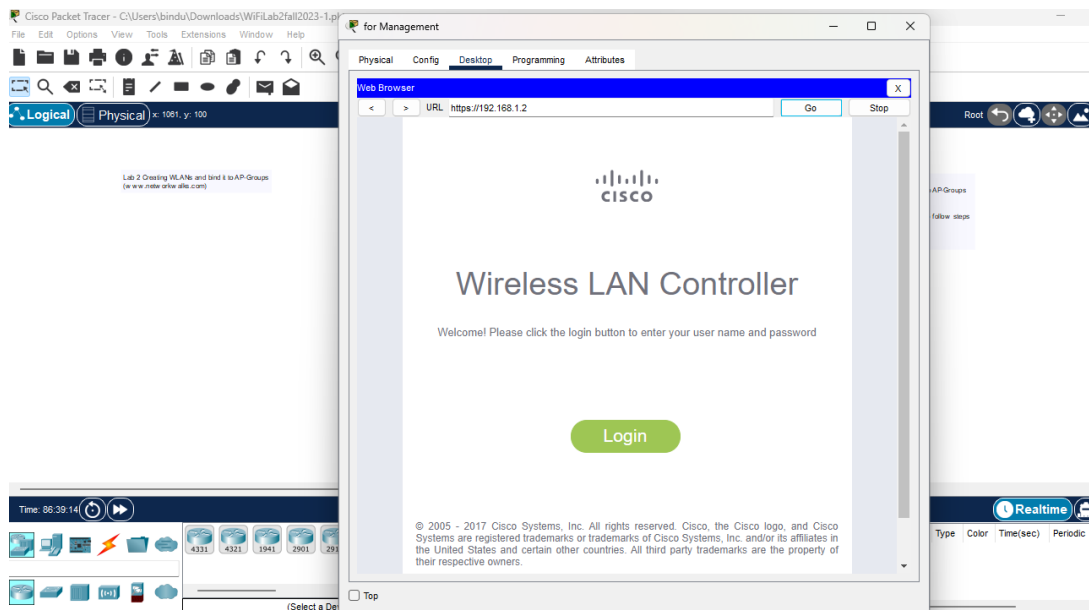 Cisco Packet Tracer - C:\Users\bindu\Downloads\WiFiLab2fall2023-1.p
File Edit Options View Tools Extensions Window Help
for Management
Physical Config Desktop Programming Attributes
Web Browser X
< > URL https://192.168.1.2 Go Stop
Logical Physical x: 1061, y: 100 Root
Lab 2 Creating WLANs and bind it to AP-Groups
(www.networkwalks.com)
AP-Groups
follow steps
CISCO
Wireless LAN Controller
Welcome! Please click the login button to enter your user name and password
Login
Time: 86:39:14 Realtime
© 2005 - 2017 Cisco Systems, Inc. All rights reserved. Cisco, the Cisco logo, and Cisco
Systems are registered trademarks or trademarks of Cisco Systems, Inc. and/or its affiliates in
the United States and certain other countries. All third party trademarks are the property of
their respective owners.
4331 4321 1941 2901 291
Type Color Time(sec) Periodic
Top
(Select a De